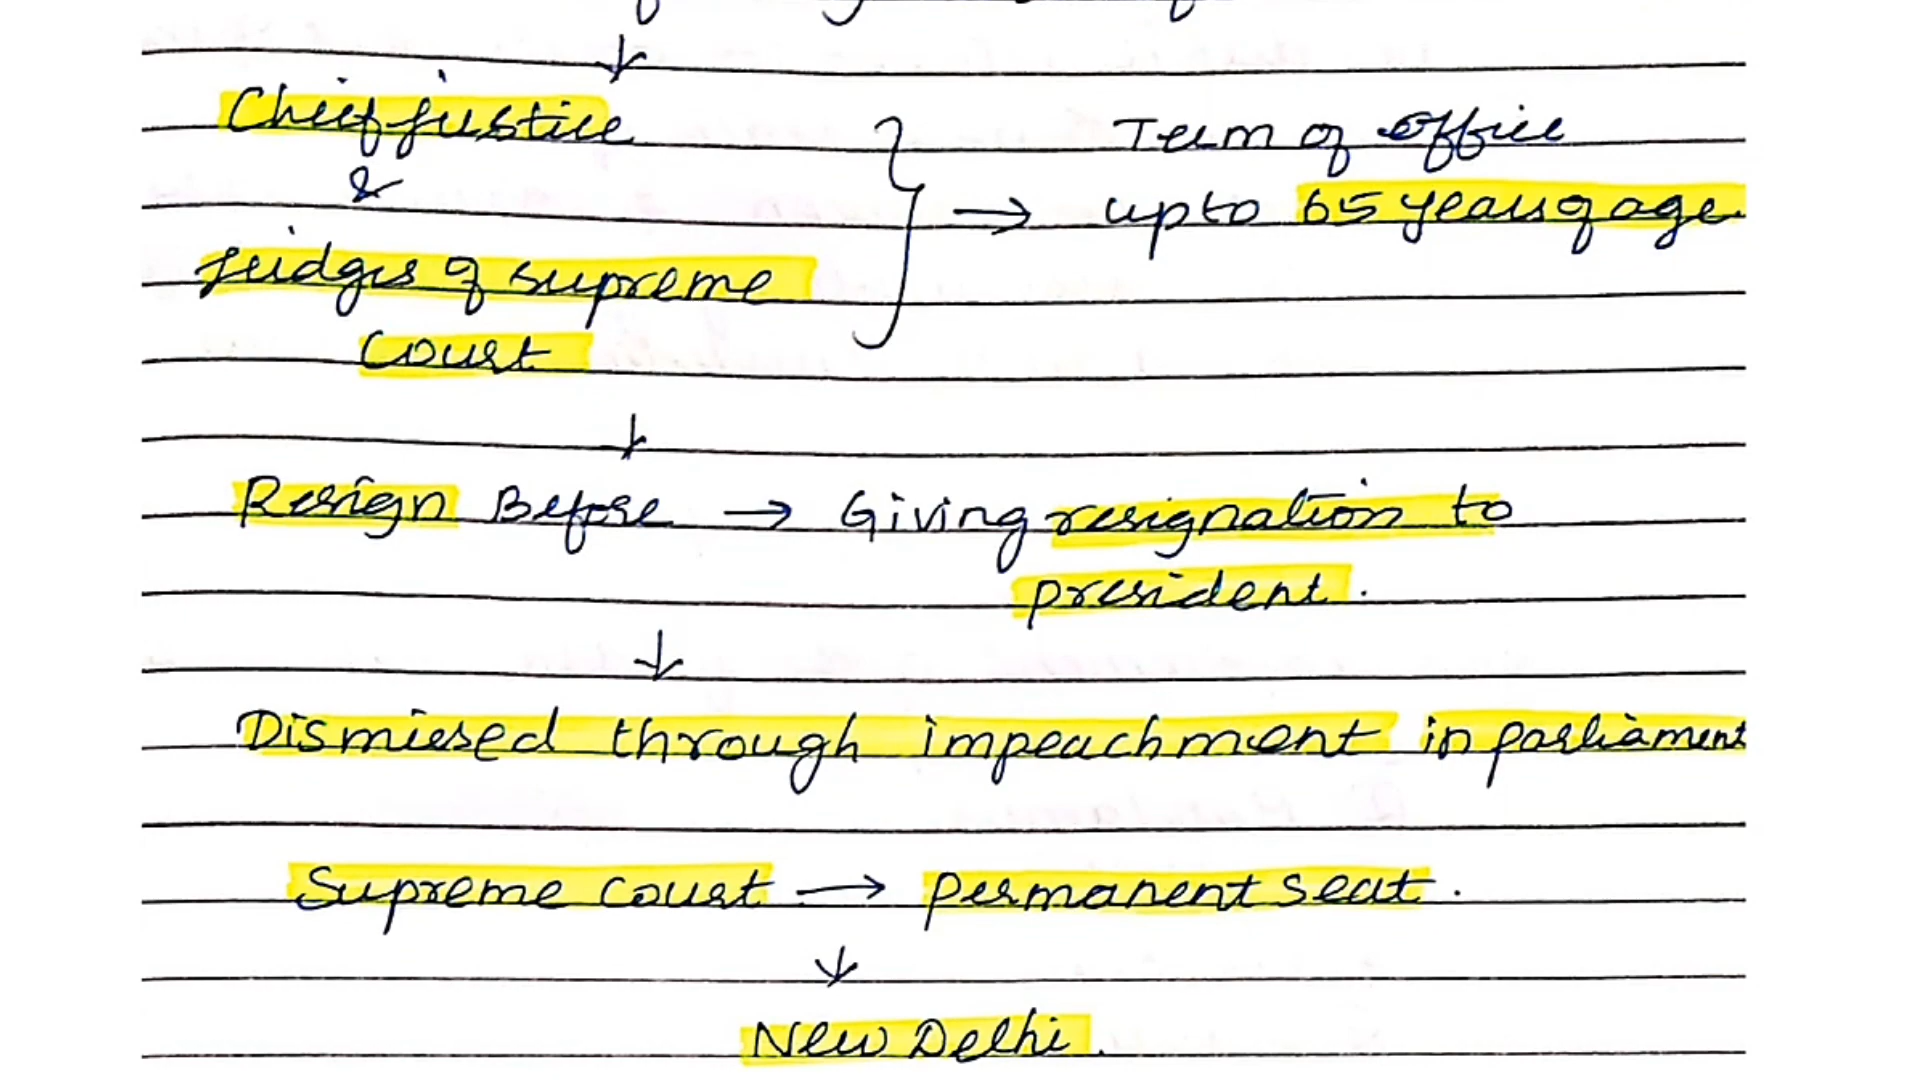 Chief justice
&
judges of supreme
court
} → Term of office
upto 65 years of age.
Resign Before → Giving resignation to
president.
Dismissed through impeachment in parliament
Supreme court → permanent seat.
New Delhi.